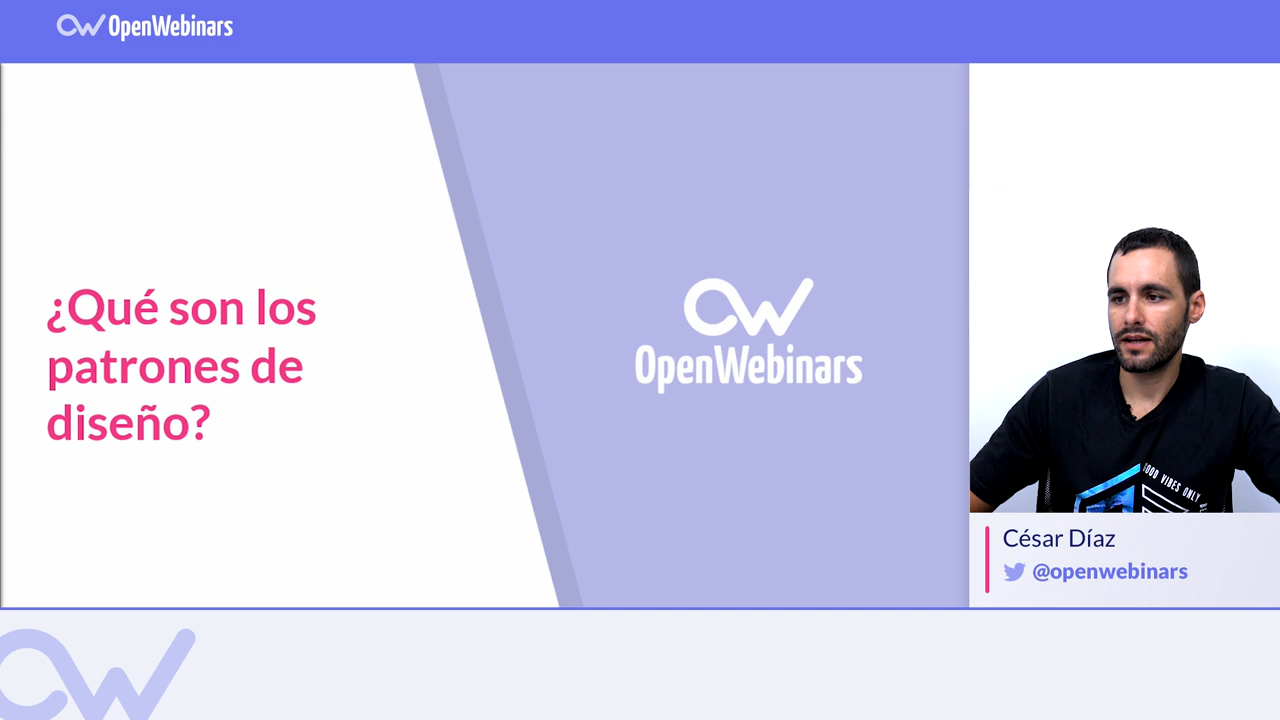 OpenWebinars
¿Qué son los
patrones de
diseño?
OpenWebinars
GOOD VIBES ONLY
César Díaz
@openwebinars